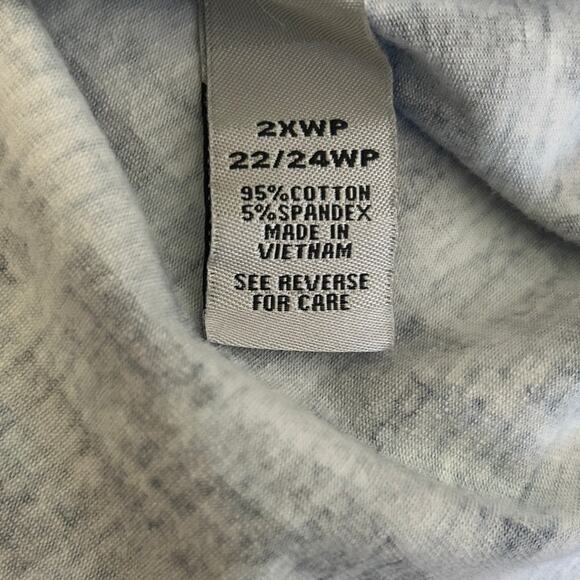 2XWP
22/24WP
95%COTTON
5%SPANDEX
MADE IN
VIETNAM
SEE REVERSE
FOR CARE